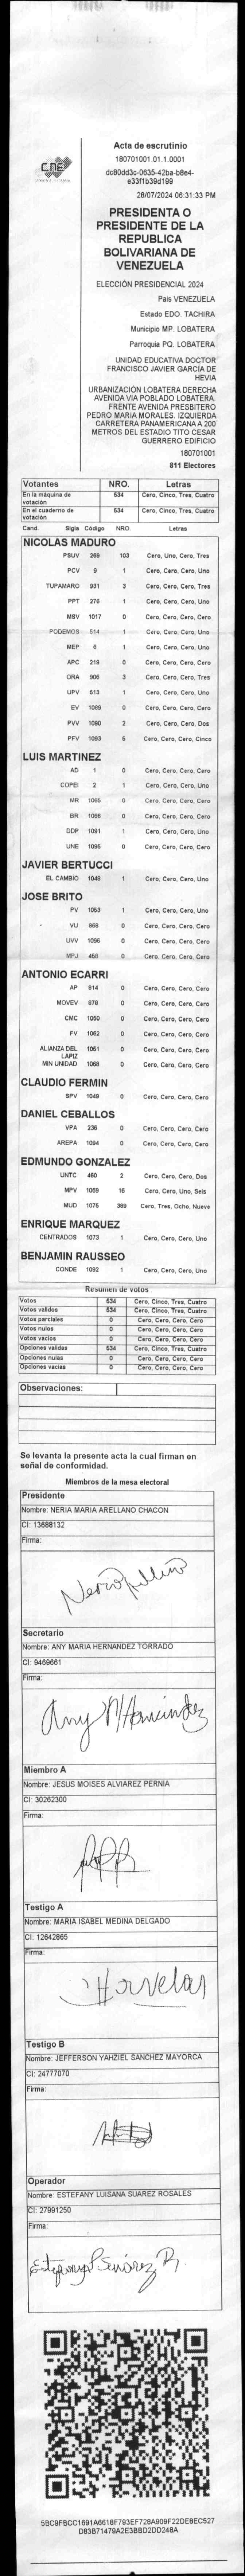 CNE
Acta de escrutinio
180701001.01.1.0001
dc80dd3c-0635-42ba-b8e4-
e33f1b39d199
28/07/2024 06:31:33 PM
PRESIDENTA O
PRESIDENTE DE LA
REPUBLICA
BOLIVARIANA DE
VENEZUELA
ELECCIÓN PRESIDENCIAL 2024
Pais VENEZUELA
Estado EDO. TACHIRA
Municipio MP. LOBATERA
Parroquia PQ. LOBATERA
UNIDAD EDUCATIVA DOCTOR
FRANCISCO JAVIER GARCÍA DE
HEVIA
URBANIZACIÓN LOBATERA DERECHA
AVENIDA VIA POBLADO LOBATERA.
FRENTE AVENIDA PRESBITERO
PEDRO MARIA MORALES. IZQUIERDA
CARRETERA PANAMERICANA A 200
METROS DEL ESTADIO TITO CESAR
GUERRERO EDIFICIO
180701001
811 Electores
Votantes NRO. Letras
En la máquina de votación 534 Cero, Cinco, Tres, Cuatro
En el cuaderno de votación 534 Cero, Cinco, Tres, Cuatro
Cand. Sigla Código NRO. Letras
NICOLAS MADURO
PSUV 269 103 Cero, Uno, Cero, Tres
PCV 9 1 Cero, Cero, Cero, Uno
TUPAMARO 931 3 Cero, Cero, Cero, Tres
PPT 276 1 Cero, Cero, Cero, Uno
MSV 1017 0 Cero, Cero, Cero, Cero
PODEMOS 514 1 Cero, Cero, Cero, Uno
MEP 6 1 Cero, Cero, Cero, Uno
APC 219 0 Cero, Cero, Cero, Cero
ORA 906 3 Cero, Cero, Cero, Tres
UPV 513 1 Cero, Cero, Cero, Uno
EV 1089 0 Cero, Cero, Cero, Cero
PVV 1090 2 Cero, Cero, Cero, Dos
PFV 1093 5 Cero, Cero, Cero, Cinco
LUIS MARTINEZ
AD 1 0 Cero, Cero, Cero, Cero
COPEI 2 1 Cero, Cero, Cero, Uno
MR 1065 0 Cero, Cero, Cero, Cero
BR 1066 0 Cero, Cero, Cero, Cero
DDP 1091 1 Cero, Cero, Cero, Uno
UNE 1095 0 Cero, Cero, Cero, Cero
JAVIER BERTUCCI
EL CAMBIO 1048 1 Cero, Cero, Cero, Uno
JOSE BRITO
PV 1053 1 Cero, Cero, Cero, Uno
VU 868 0 Cero, Cero, Cero, Cero
UVV 1096 0 Cero, Cero, Cero, Cero
MPJ 458 0 Cero, Cero, Cero, Cero
ANTONIO ECARRI
AP 814 0 Cero, Cero, Cero, Cero
MOVEV 878 0 Cero, Cero, Cero, Cero
CMC 1050 0 Cero, Cero, Cero, Cero
FV 1062 0 Cero, Cero, Cero, Cero
ALIANZA DEL LAPIZ 1051 0 Cero, Cero, Cero, Cero
MIN UNIDAD 1068 0 Cero, Cero, Cero, Cero
CLAUDIO FERMIN
SPV 1049 0 Cero, Cero, Cero, Cero
DANIEL CEBALLOS
VPA 236 0 Cero, Cero, Cero, Cero
AREPA 1094 0 Cero, Cero, Cero, Cero
EDMUNDO GONZALEZ
UNTC 460 2 Cero, Cero, Cero, Dos
MPV 1069 16 Cero, Cero, Uno, Seis
MUD 1075 389 Cero, Tres, Ocho, Nueve
ENRIQUE MARQUEZ
CENTRADOS 1073 1 Cero, Cero, Cero, Uno
BENJAMIN RAUSSEO
CONDE 1092 1 Cero, Cero, Cero, Uno
Resumen de votos
Votos 534 Cero, Cinco, Tres, Cuatro
Votos validos 534 Cero, Cinco, Tres, Cuatro
Votos parciales 0 Cero, Cero, Cero, Cero
Votos nulos 0 Cero, Cero, Cero, Cero
Votos vacios 0 Cero, Cero, Cero, Cero
Opciones validas 534 Cero, Cinco, Tres, Cuatro
Opciones nulas 0 Cero, Cero, Cero, Cero
Opciones vacias 0 Cero, Cero, Cero, Cero
Observaciones:
Se levanta la presente acta la cual firman en
señal de conformidad.
Miembros de la mesa electoral
Presidente
Nombre: NERIA MARIA ARELLANO CHACON
CI: 13688132
Firma:
Secretario
Nombre: ANY MARIA HERNANDEZ TORRADO
CI: 9469661
Firma:
Any M Hernández
Miembro A
Nombre: JESUS MOISES ALVIAREZ PERNIA
CI: 30262300
Firma:
Testigo A
Nombre: MARIA ISABEL MEDINA DELGADO
CI: 12642865
Firma:
Testigo B
Nombre: JEFFERSON YAHZIEL SANCHEZ MAYORCA
CI: 24777070
Firma:
Operador
Nombre: ESTEFANY LUISANA SUAREZ ROSALES
CI: 27991250
Firma:
Estefany Suárez R.
5BC9FBCC1691A6618F793EF728A909F22DE8EC527
D83B71479A2E3BBD2DD248A